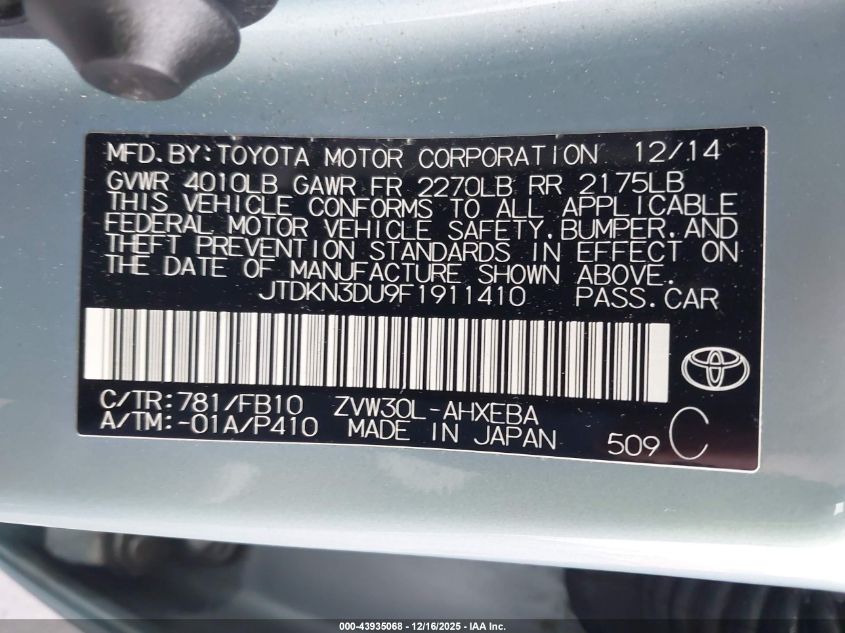 MFD.BY:TOYOTA MOTOR CORPORATION 12/14
GVWR 4010LB GAWR FR 2270LB RR 2175LB
THIS VEHICLE CONFORMS TO ALL APPLICABLE
FEDERAL MOTOR VEHICLE SAFETY,BUMPER,AND
THEFT PREVENTION STANDARDS IN EFFECT ON
THE DATE OF MANUFACTURE SHOWN ABOVE.
JTDKN3DU9F1911410 PASS.CAR
C/TR:781/FB10 ZVW30L-AHXEBA
A/TM:-01A/P410 MADE IN JAPAN 509 C
000-43935068 - 12/16/2025 - IAA Inc.